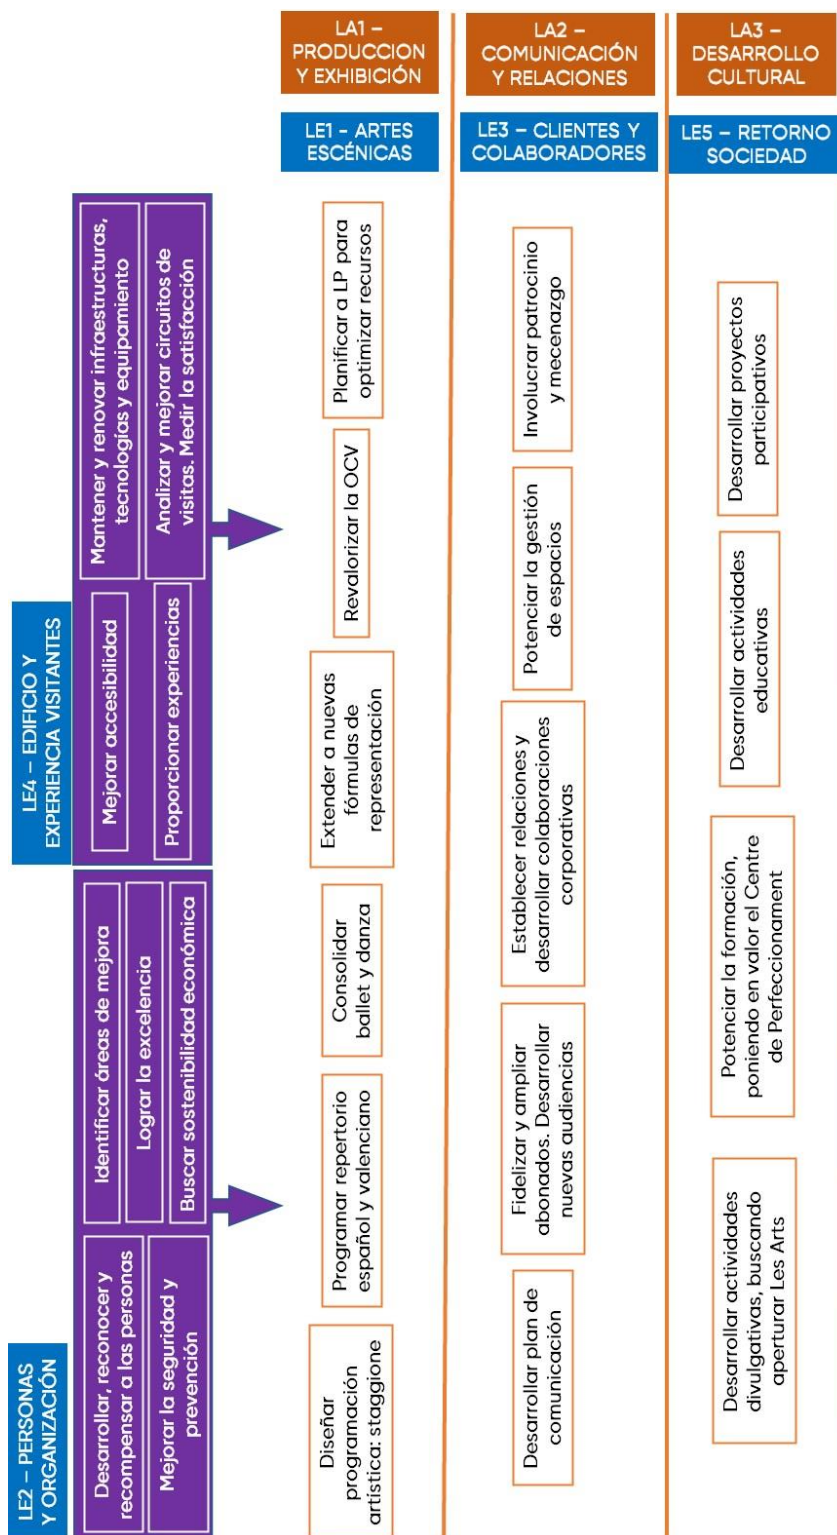 LA1 –
PRODUCCION
Y EXHIBICIÓN
LA2 –
COMUNICACIÓN
Y RELACIONES
LA3 –
DESARROLLO
CULTURAL
LE1 - ARTES
ESCÉNICAS
LE3 – CLIENTES Y
COLABORADORES
LE5 – RETORNO
SOCIEDAD
LE2 – PERSONAS
Y ORGANIZACIÓN
Desarrollar, reconocer y
recompensar a las personas
Mejorar la seguridad y
prevención
Identificar áreas de mejora
Lograr la excelencia
Buscar sostenibilidad económica
LE4 – EDIFICIO Y
EXPERIENCIA VISITANTES
Mejorar accesibilidad
Proporcionar experiencias
Mantener y renovar infraestructuras,
tecnologías y equipamiento
Analizar y mejorar circuitos de
visitas. Medir la satisfacción
Diseñar
programación
artística: staggione
Programar repertorio
español y valenciano
Consolidar
ballet y danza
Extender a nuevas
fórmulas de
representación
Revalorizar la OCV
Planificar a LP para
optimizar recursos
Desarrollar plan de
comunicación
Fidelizar y ampliar
abonados. Desarrollar
nuevas audiencias
Establecer relaciones y
desarrollar colaboraciones
corporativas
Potenciar la gestión
de espacios
Involucrar patrocinio
y mecenazgo
Desarrollar actividades
divulgativas, buscando
aperturar Les Arts
Potenciar la formación,
poniendo en valor el Centre
de Perfeccionament
Desarrollar actividades
educativas
Desarrollar proyectos
participativos